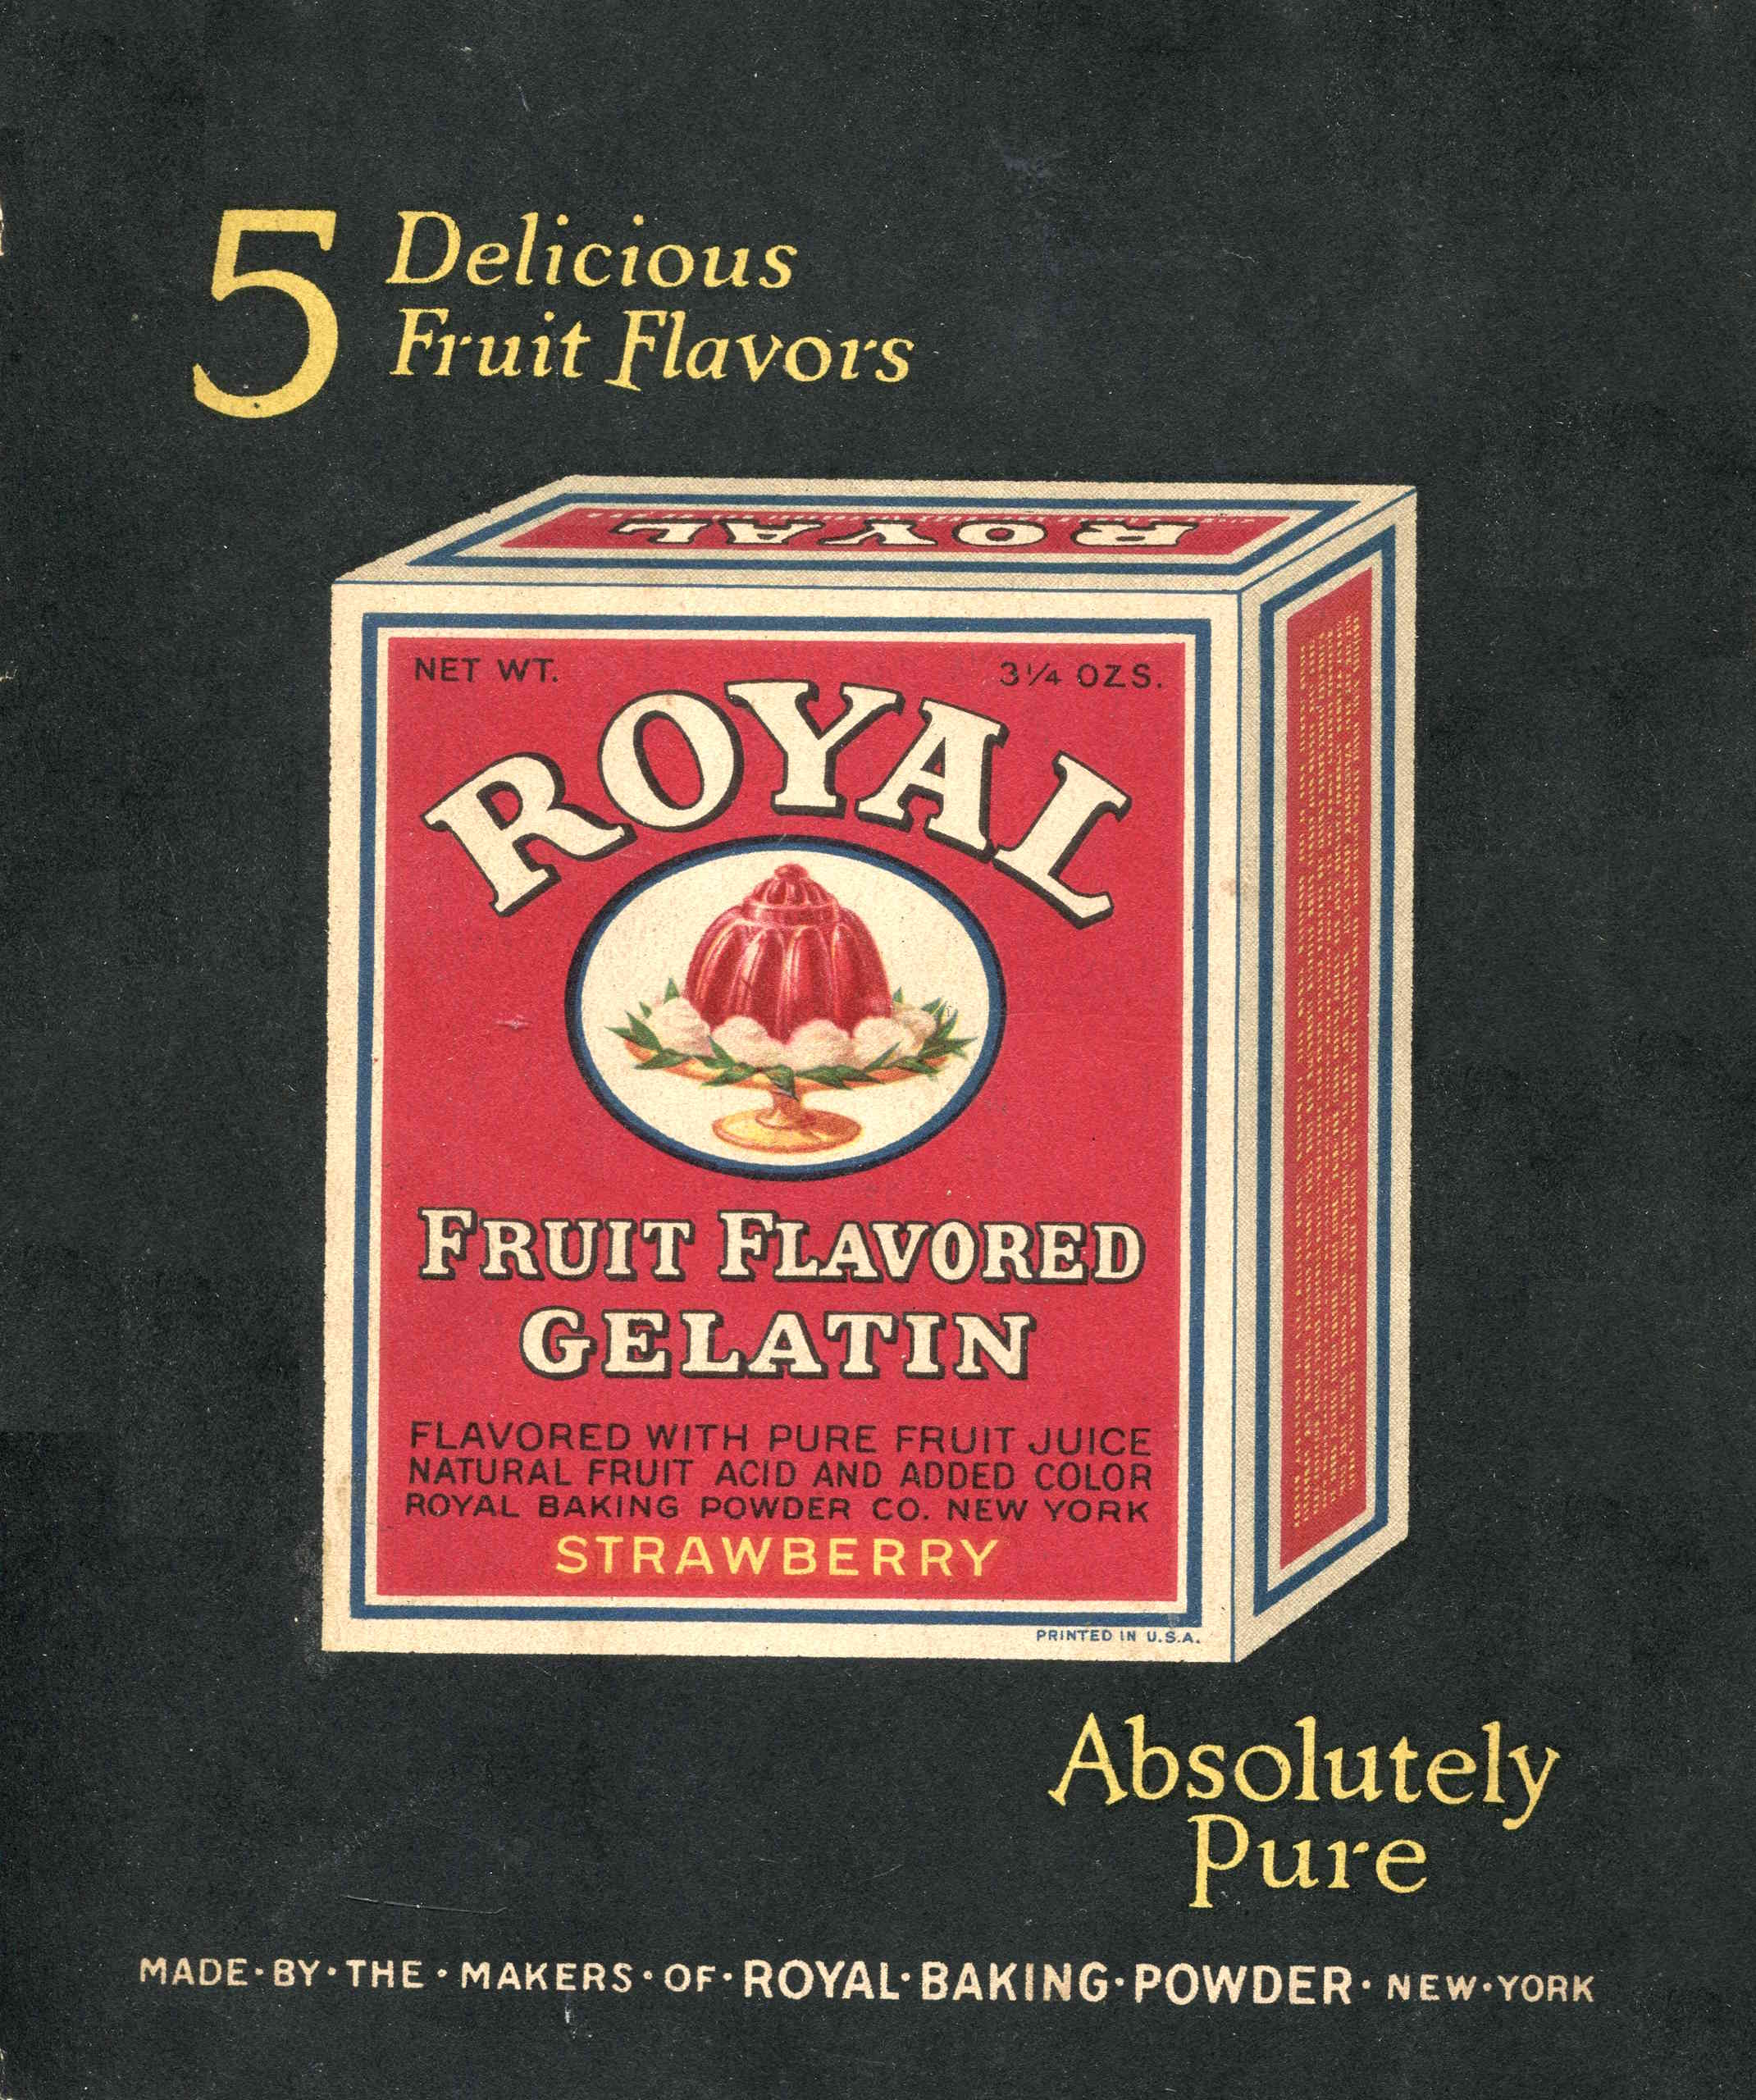 5 Delicious
Fruit Flavors
ROYAL
NET WT. 3¼ OZS.
ROYAL
FRUIT FLAVORED
GELATIN
FLAVORED WITH PURE FRUIT JUICE
NATURAL FRUIT ACID AND ADDED COLOR
ROYAL BAKING POWDER CO. NEW YORK
STRAWBERRY
PRINTED IN U.S.A.
Absolutely
Pure
MADE·BY·THE·MAKERS·OF·ROYAL·BAKING·POWDER·NEW·YORK